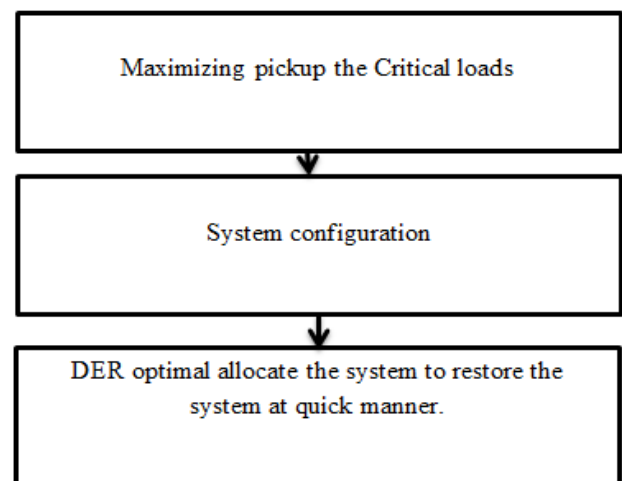 Maximizing pickup the Critical loads
System configuration
DER optimal allocate the system to restore the
system at quick manner.